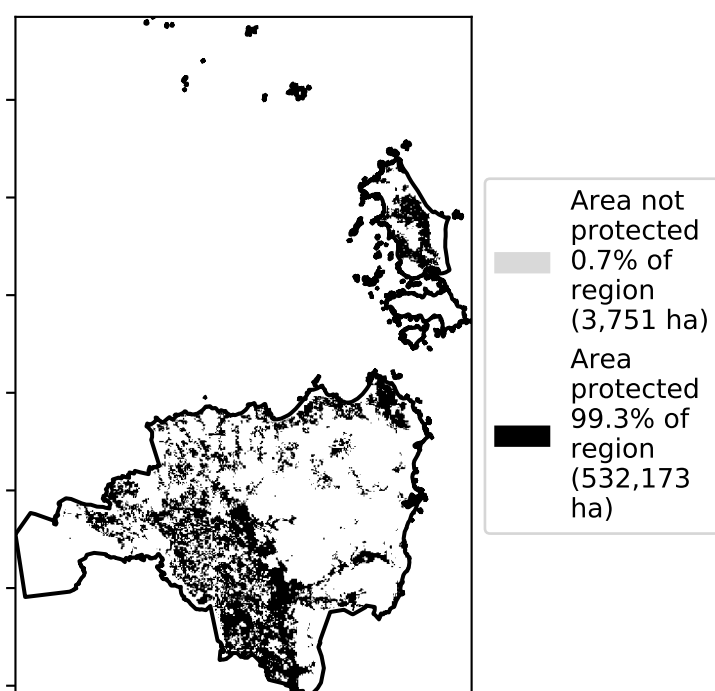 Area not
protected
0.7% of
region
(3,751 ha)
Area
protected
99.3% of
region
(532,173
ha)